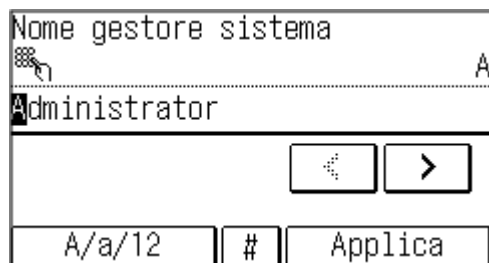 Nome gestore sistema
A
Administrator
< >
A/a/12 # Applica